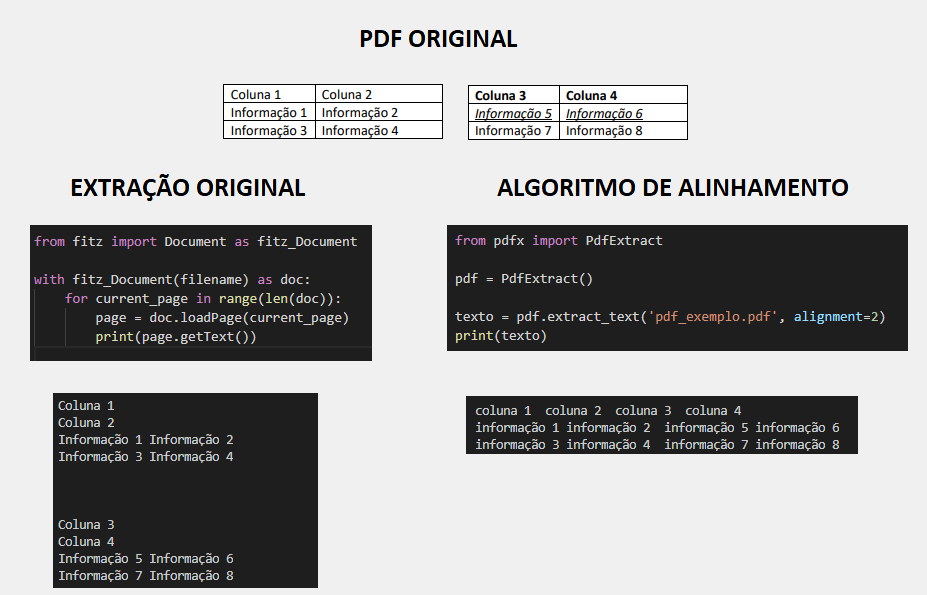 PDF ORIGINAL
Coluna 1 Coluna 2
Informação 1 Informação 2
Informação 3 Informação 4
Coluna 3 Coluna 4
Informação 5 Informação 6
Informação 7 Informação 8
EXTRAÇÃO ORIGINAL
from fitz import Document as fitz_Document
with fitz_Document(filename) as doc:
for current_page in range(len(doc)):
page = doc.loadPage(current_page)
print(page.getText())
Coluna 1
Coluna 2
Informação 1 Informação 2
Informação 3 Informação 4
Coluna 3
Coluna 4
Informação 5 Informação 6
Informação 7 Informação 8
ALGORITMO DE ALINHAMENTO
from pdfx import PdfExtract
pdf = PdfExtract()
texto = pdf.extract_text('pdf_exemplo.pdf', alignment=2)
print(texto)
coluna 1 coluna 2 coluna 3 coluna 4
informação 1 informação 2 informação 5 informação 6
informação 3 informação 4 informação 7 informação 8